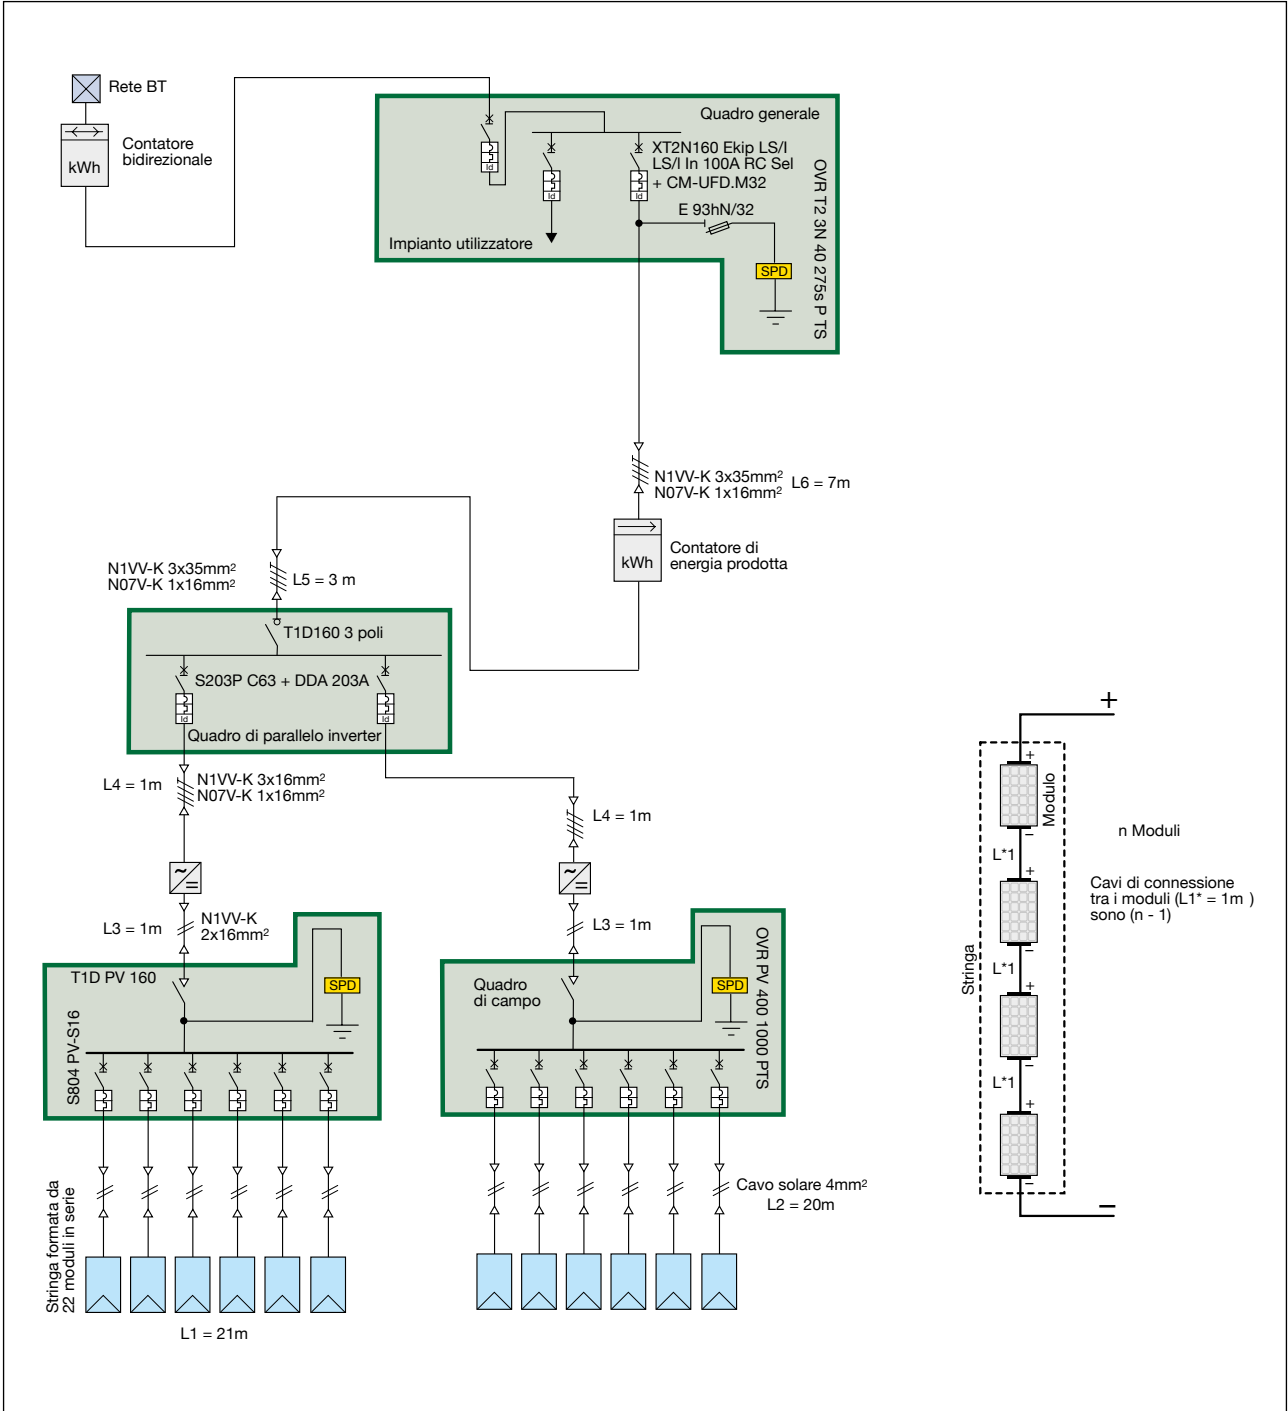 Rete BT
Contatore
bidirezionale
kWh
Quadro generale
Id
XT2N160 Ekip LS/I
LS/I In 100A RC Sel
+ CM-UFD.M32
Id
Id
E 93hN/32
Impianto utilizzatore
SPD
OVR T2 3N 40 275s P TS
N1VV-K 3x35mm²
N07V-K 1x16mm²
L6 = 7m
kWh
Contatore di
energia prodotta
N1VV-K 3x35mm²
N07V-K 1x16mm²
L5 = 3 m
T1D160 3 poli
S203P C63 + DDA 203A
Id
Id
Quadro di parallelo inverter
L4 = 1m
N1VV-K 3x16mm²
N07V-K 1x16mm²
L4 = 1m
L3 = 1m
N1VV-K
2x16mm²
L3 = 1m
T1D PV 160
SPD
S804 PV-S16
Quadro
di campo
SPD
OVR PV 400 1000 PTS
Stringa formata da
22 moduli in serie
L1 = 21m
Cavo solare 4mm²
L2 = 20m
+
+
Modulo
–
L*1
+
–
L*1
+
–
L*1
+
–
–
Stringa
n Moduli
Cavi di connessione
tra i moduli (L1* = 1m )
sono (n - 1)